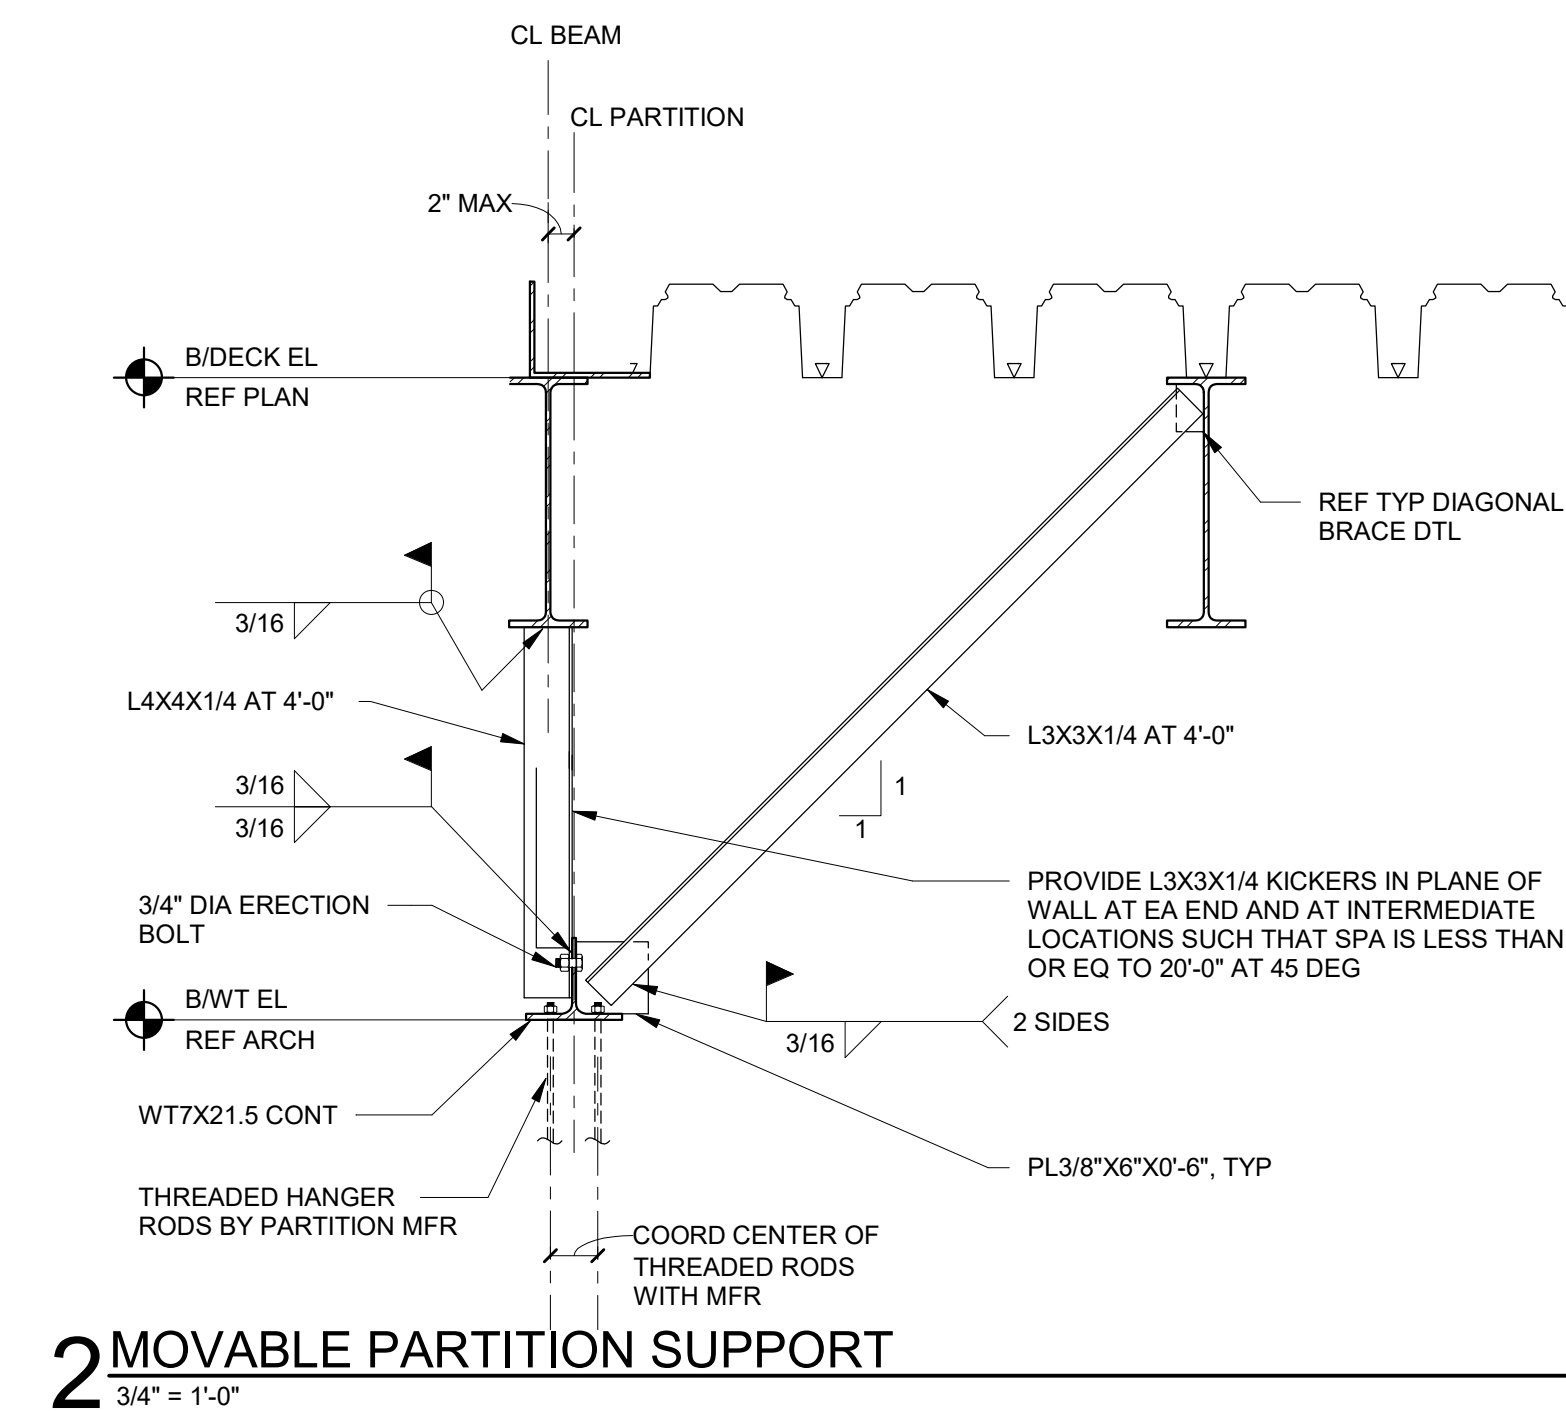 CL BEAM
CL PARTITION
2" MAX
B/DECK EL
REF PLAN
REF TYP DIAGONAL
BRACE DTL
3/16
L4X4X1/4 AT 4'-0"
L3X3X1/4 AT 4'-0"
3/16
3/16
1
1
PROVIDE L3X3X1/4 KICKERS IN PLANE OF
WALL AT EA END AND AT INTERMEDIATE
LOCATIONS SUCH THAT SPA IS LESS THAN
OR EQ TO 20'-0" AT 45 DEG
3/4" DIA ERECTION
BOLT
B/WT EL
REF ARCH
3/16
2 SIDES
WT7X21.5 CONT
PL3/8"X6"X0'-6", TYP
THREADED HANGER
RODS BY PARTITION MFR
COORD CENTER OF
THREADED RODS
WITH MFR
2 MOVABLE PARTITION SUPPORT
3/4" = 1'-0"